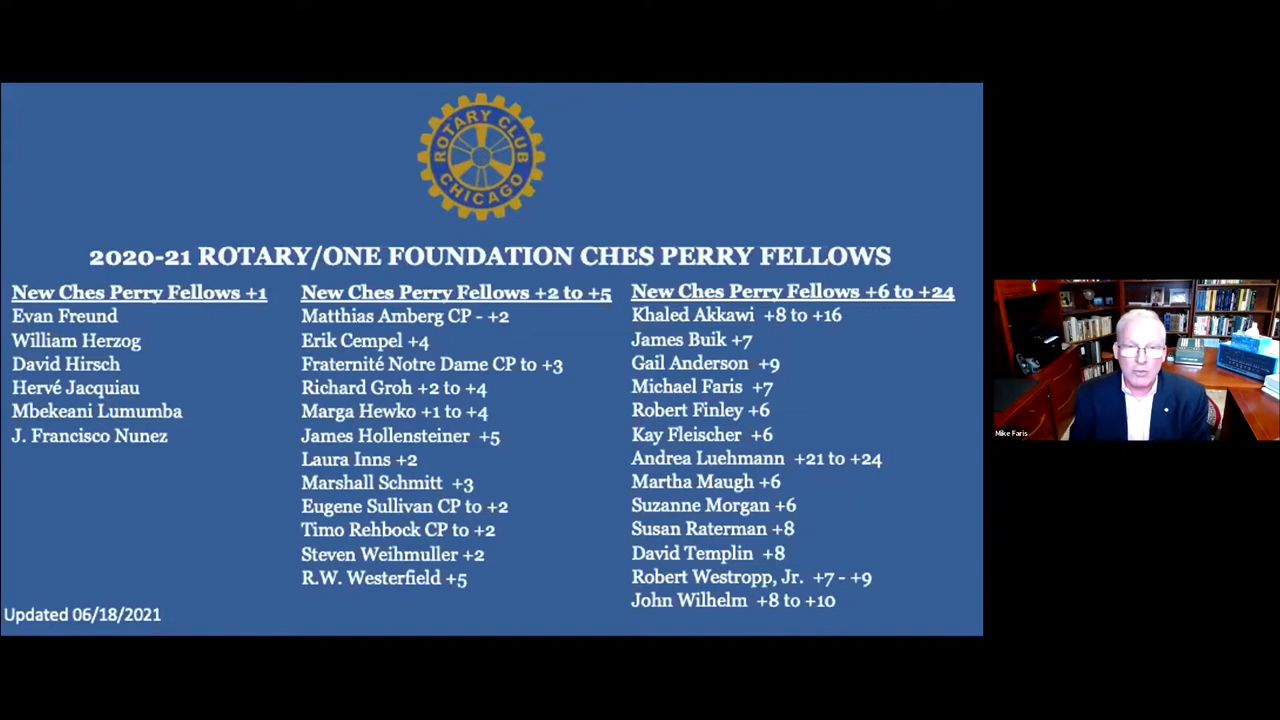 ROTARY CLUB
CHICAGO
2020-21 ROTARY/ONE FOUNDATION CHES PERRY FELLOWS
New Ches Perry Fellows +1
Evan Freund
William Herzog
David Hirsch
Hervé Jacquiau
Mbekeani Lumumba
J. Francisco Nunez
New Ches Perry Fellows +2 to +5
Matthias Amberg CP - +2
Erik Cempel +4
Fraternité Notre Dame CP to +3
Richard Groh +2 to +4
Marga Hewko +1 to +4
James Hollensteiner +5
Laura Inns +2
Marshall Schmitt +3
Eugene Sullivan CP to +2
Timo Rehbock CP to +2
Steven Weihmuller +2
R.W. Westerfield +5
New Ches Perry Fellows +6 to +24
Khaled Akkawi +8 to +16
James Buik +7
Gail Anderson +9
Michael Faris +7
Robert Finley +6
Kay Fleischer +6
Andrea Luehmann +21 to +24
Martha Maugh +6
Suzanne Morgan +6
Susan Raterman +8
David Templin +8
Robert Westropp, Jr. +7 - +9
John Wilhelm +8 to +10
Updated 06/18/2021
Mike Faris